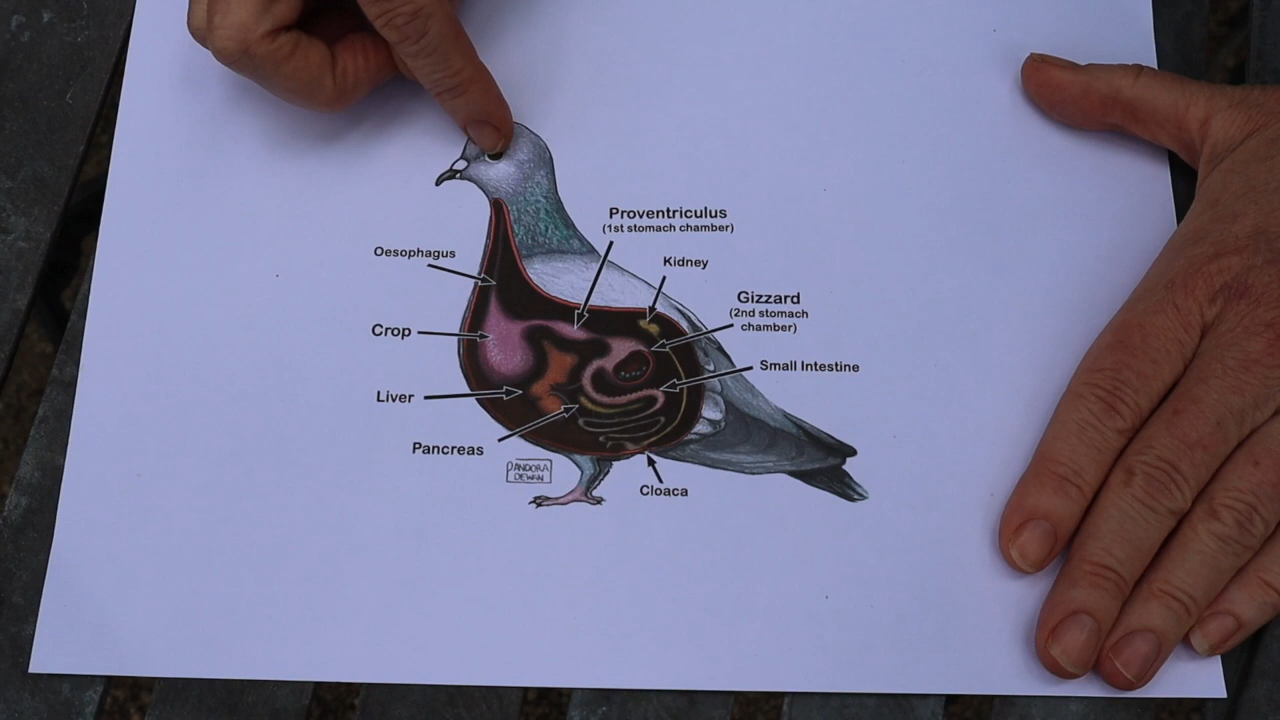 Proventriculus
(1st stomach chamber)
Oesophagus
Kidney
Gizzard
(2nd stomach
chamber)
Crop
Small Intestine
Liver
Pancreas
PANDORA
DEWAN
Cloaca